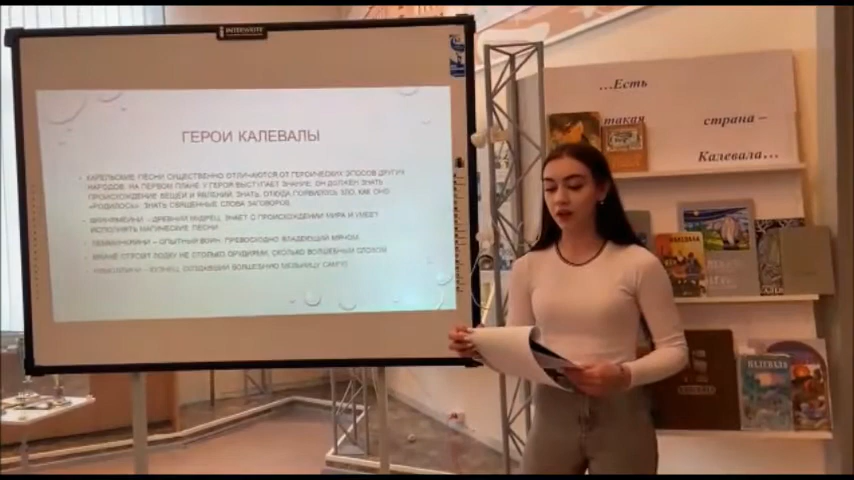 INTERWRITE
ГЕРОИ КАЛЕВАЛЫ
КАРЕЛЬСКИЕ ПЕСНИ СУЩЕСТВЕННО ОТЛИЧАЮТСЯ ОТ ГЕРОИЧЕСКИХ ЭПОСОВ ДРУГИХ
НАРОДОВ. НА ПЕРВОМ ПЛАНЕ У ГЕРОЯ ВЫСТУПАЕТ ЗНАНИЕ. ОН ДОЛЖЕН ЗНАТЬ
ПРОИСХОЖДЕНИЕ ВЕЩЕЙ И ЯВЛЕНИЙ, ЗНАТЬ, ОТКУДА ПОЯВИЛОСЬ ЗЛО, КАК ОНО
«РОДИЛОСЬ», ЗНАТЬ СВЯЩЕННЫЕ СЛОВА ЗАГОВОРОВ.
– ДРЕВНИЙ МУДРЕЦ, ЗНАЕТ О ПРОИСХОЖДЕНИИ МИРА И УМЕЕТ
ИСПОЛНЯТЬ МАГИЧЕСКИЕ ПЕСНИ
– ОПЫТНЫЙ ВОИН, ПРЕВОСХОДНО ВЛАДЕЮЩИЙ МЕЧОМ.
СТРОИТ ЛОДКУ НЕ СТОЛЬКО ОРУДИЯМИ, СКОЛЬКО ВОЛШЕБНЫМ СЛОВОМ
– КУЗНЕЦ, СОЗДАВШИЙ ВОЛШЕБНУЮ МЕЛЬНИЦУ САМПО
...Есть
такая
страна –
Калевала...
КАЛЕВАЛА
КАЛЕВАЛА